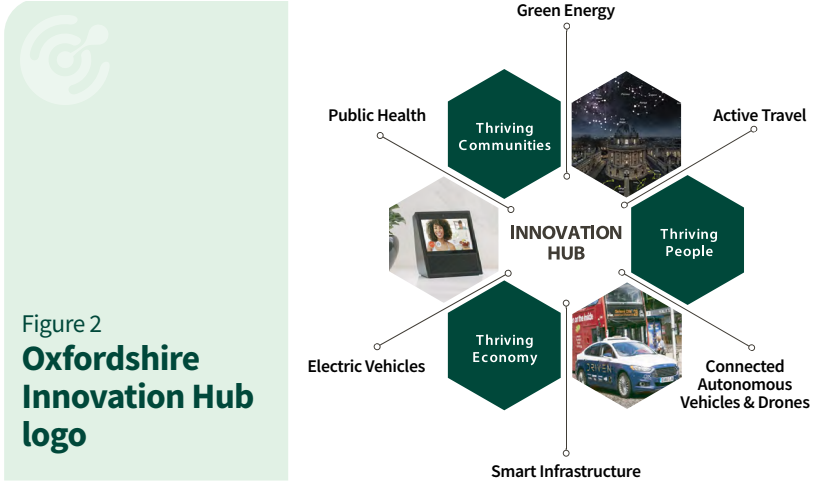 Green Energy
Public Health
Active Travel
Thriving
Communities
INNOVATION
HUB
Thriving
People
Figure 2
Oxfordshire
Innovation Hub
logo
Thriving
Economy
DRIVEN
Electric Vehicles
Connected
Autonomous
Vehicles & Drones
Smart Infrastructure